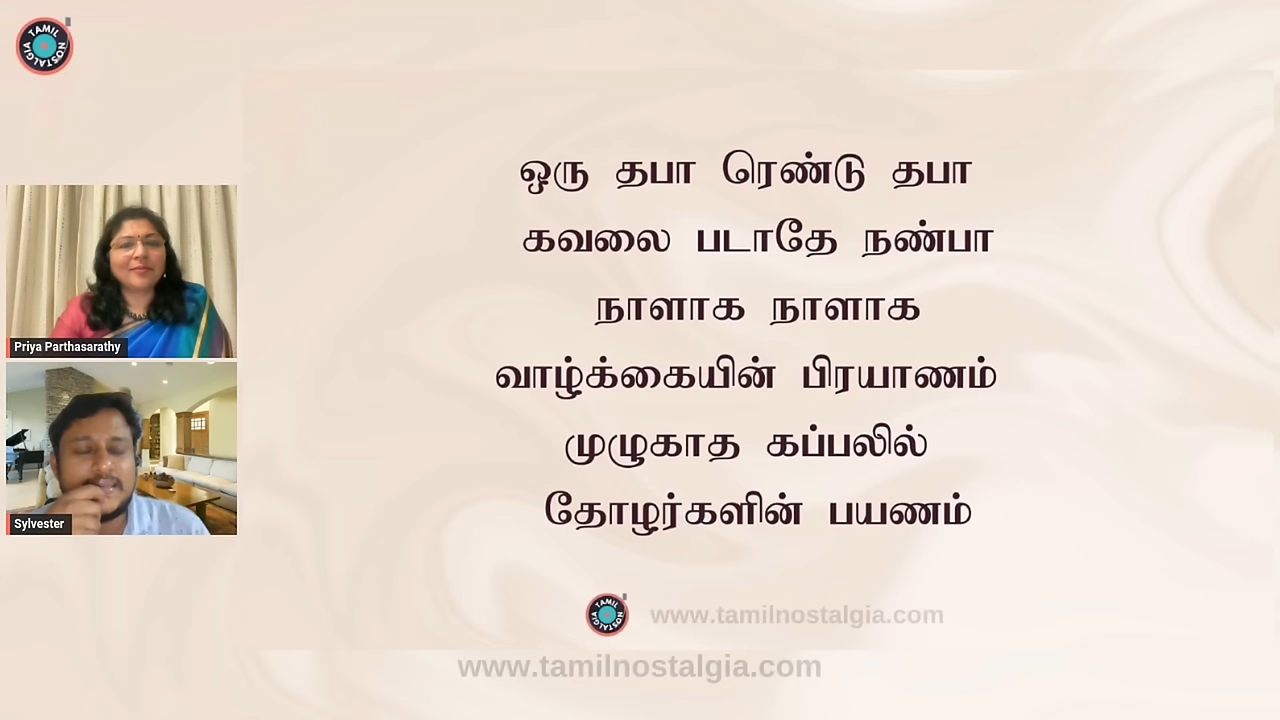 TAMIL NOSTALGIA
ஒரு தபா ரெண்டு தபா
கவலை படாதே நண்பா
நாளாக நாளாக
வாழ்க்கையின் பிரயாணம்
முழுகாத கப்பலில்
தோழர்களின் பயணம்
Priya Parthasarathy
Sylvester
TAMIL NOSTALGIA
www.tamilnostalgia.com
www.tamilnostalgia.com